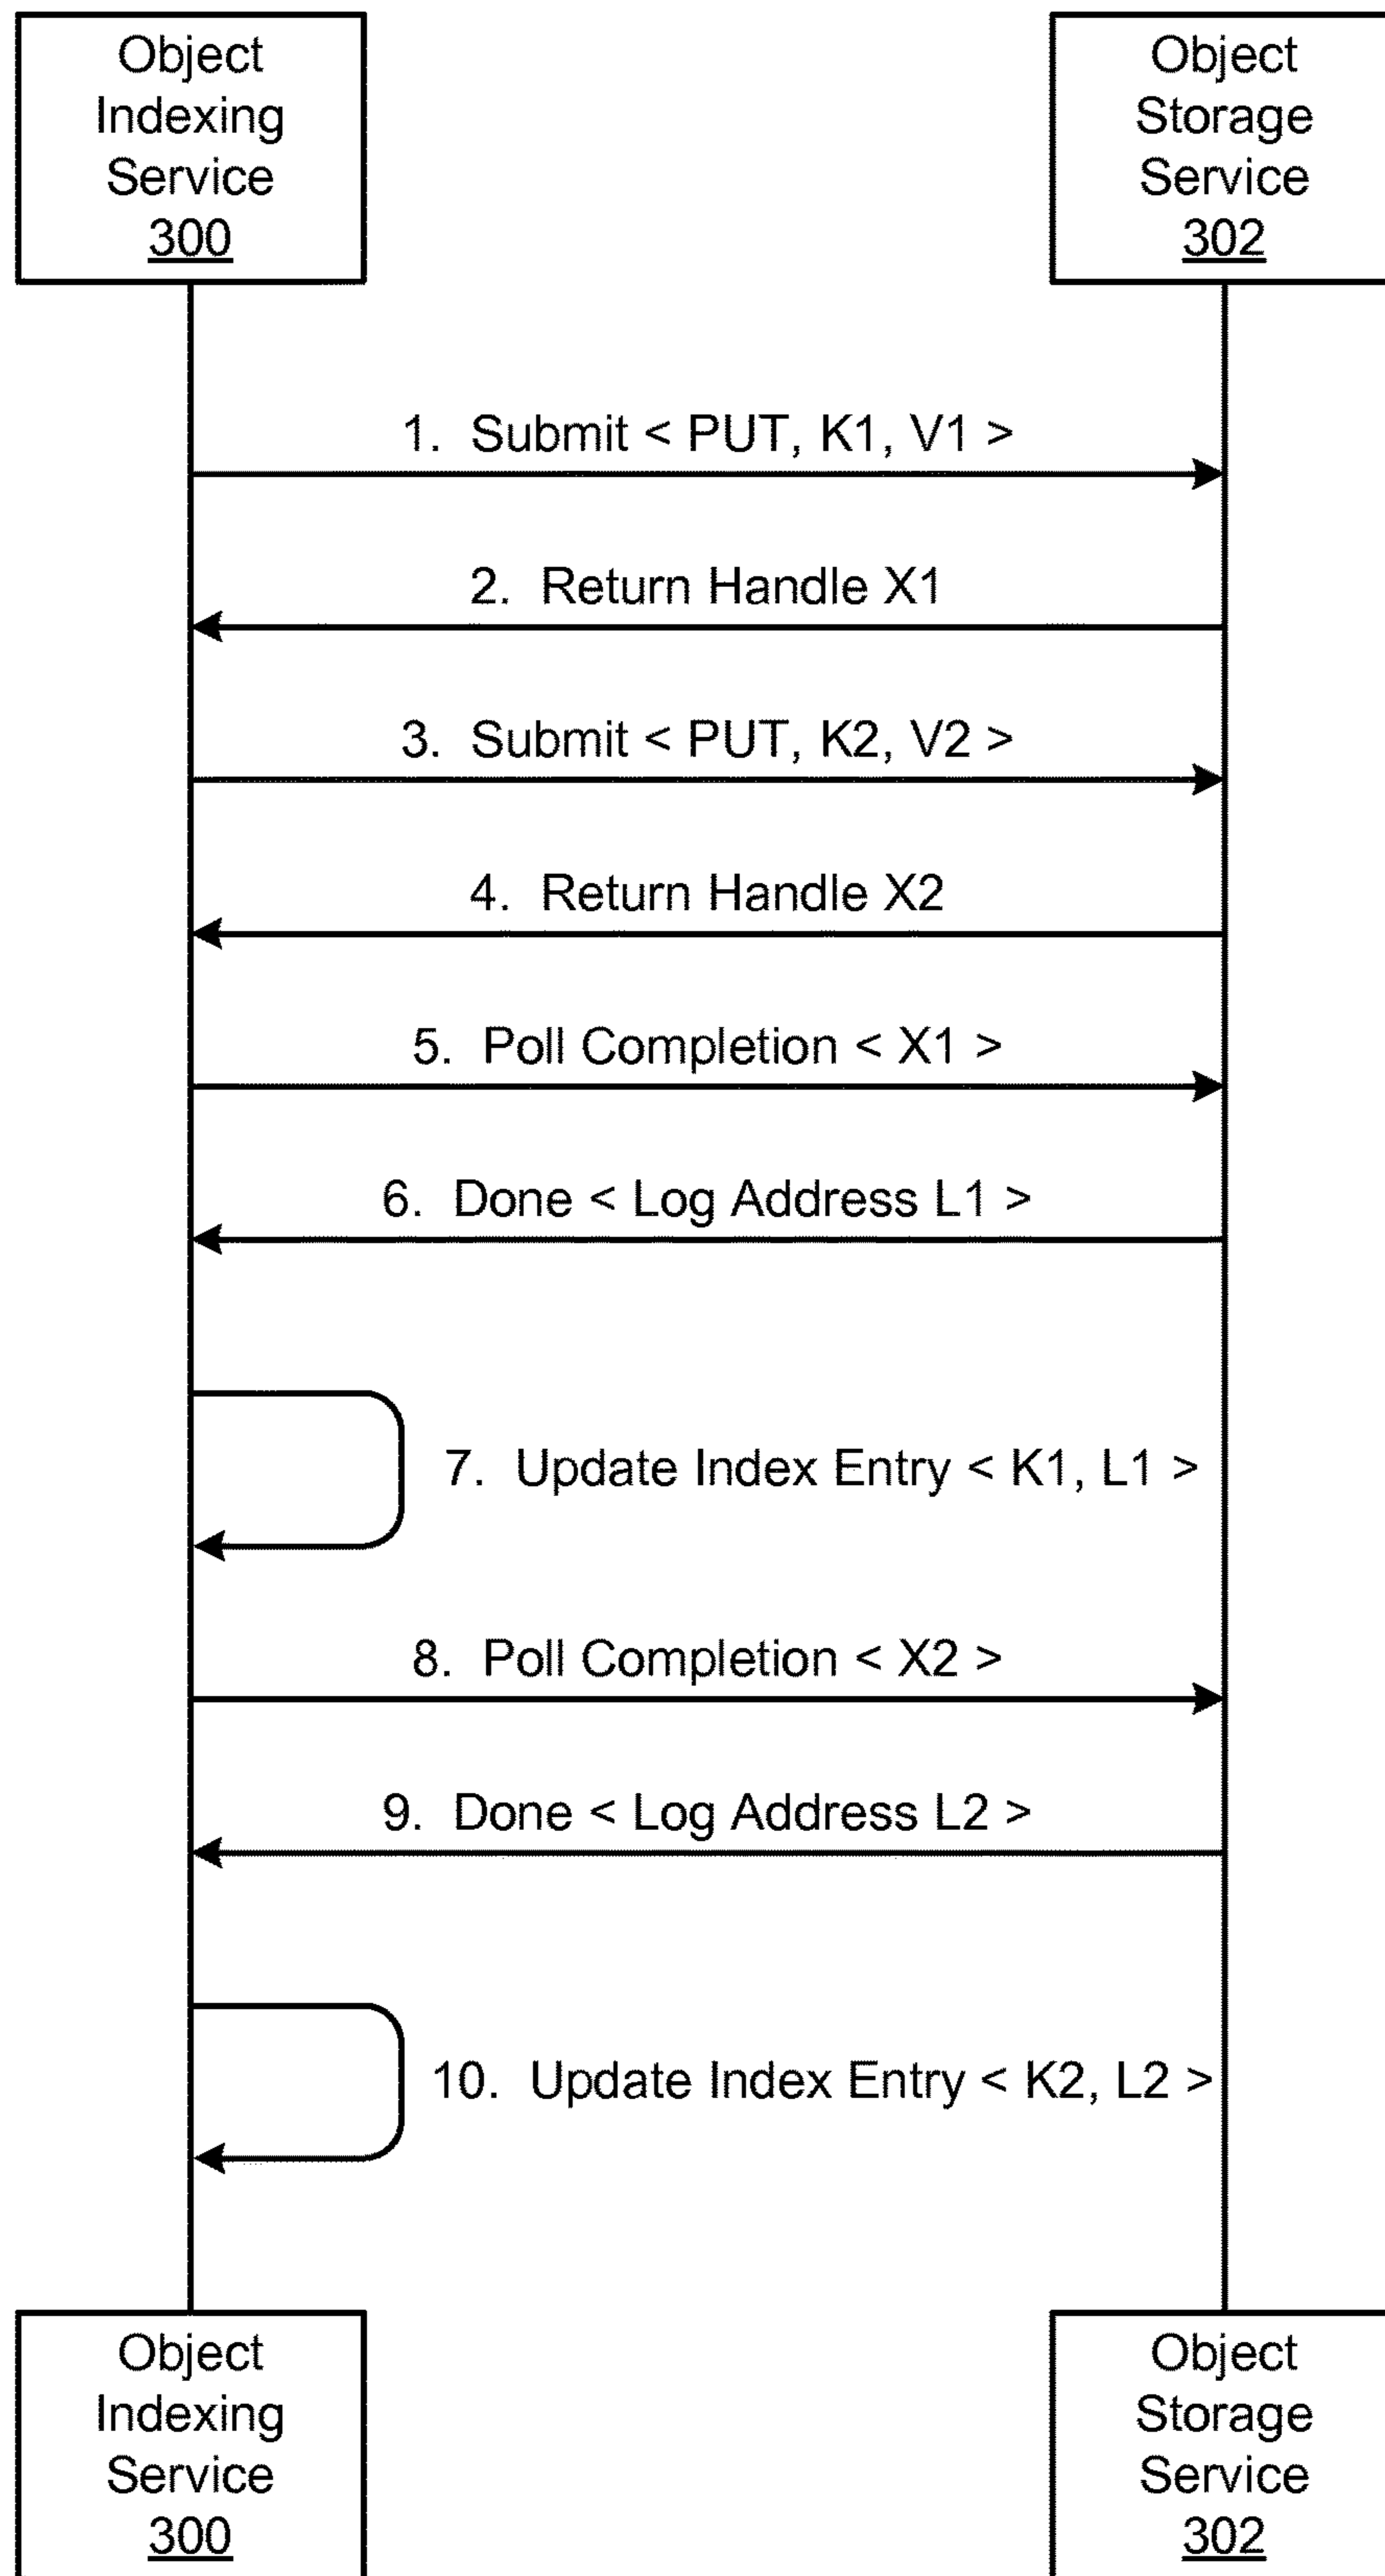 Object
Indexing
Service
300
Object
Storage
Service
302
1. Submit < PUT, K1, V1 >
2. Return Handle X1
3. Submit < PUT, K2, V2 >
4. Return Handle X2
5. Poll Completion < X1 >
6. Done < Log Address L1 >
7. Update Index Entry < K1, L1 >
8. Poll Completion < X2 >
9. Done < Log Address L2 >
10. Update Index Entry < K2, L2 >
Object
Indexing
Service
300
Object
Storage
Service
302